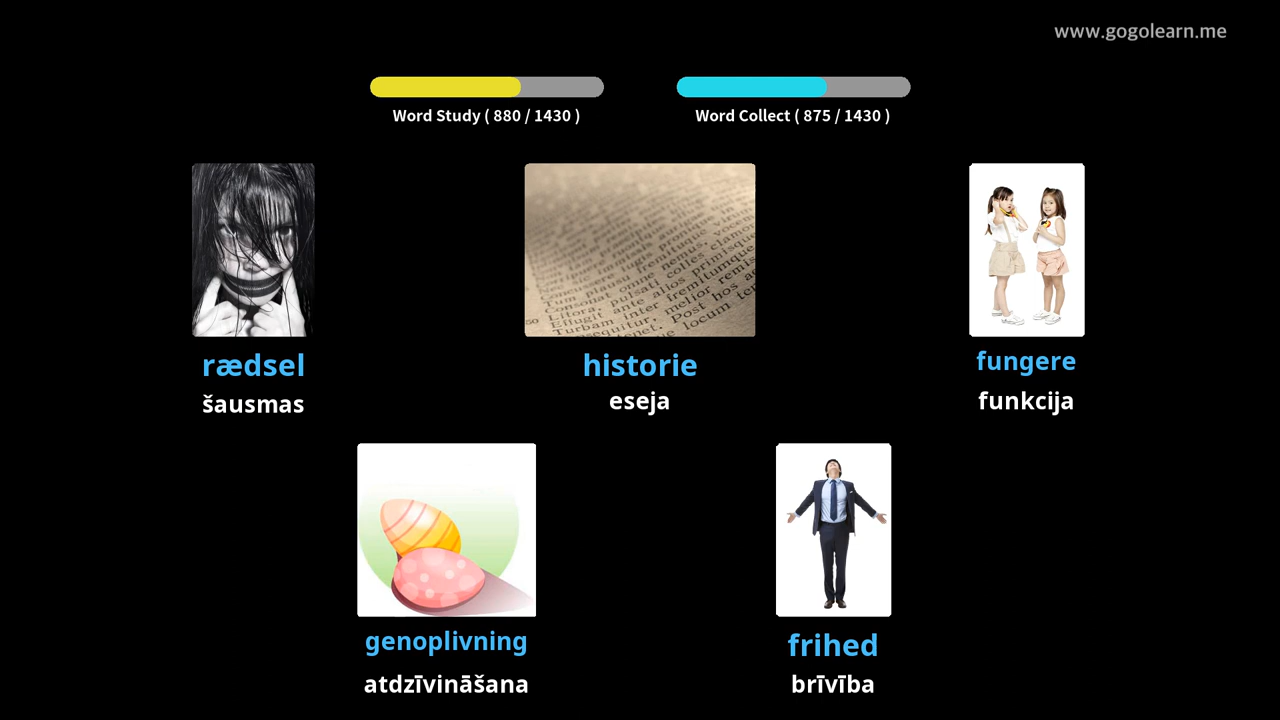 www.gogolearn.me
Word Study ( 880 / 1430 )
Word Collect ( 875 / 1430 )
rædsel
šausmas
historie
eseja
fungere
funkcija
genoplivning
atdzīvināšana
frihed
brīvība